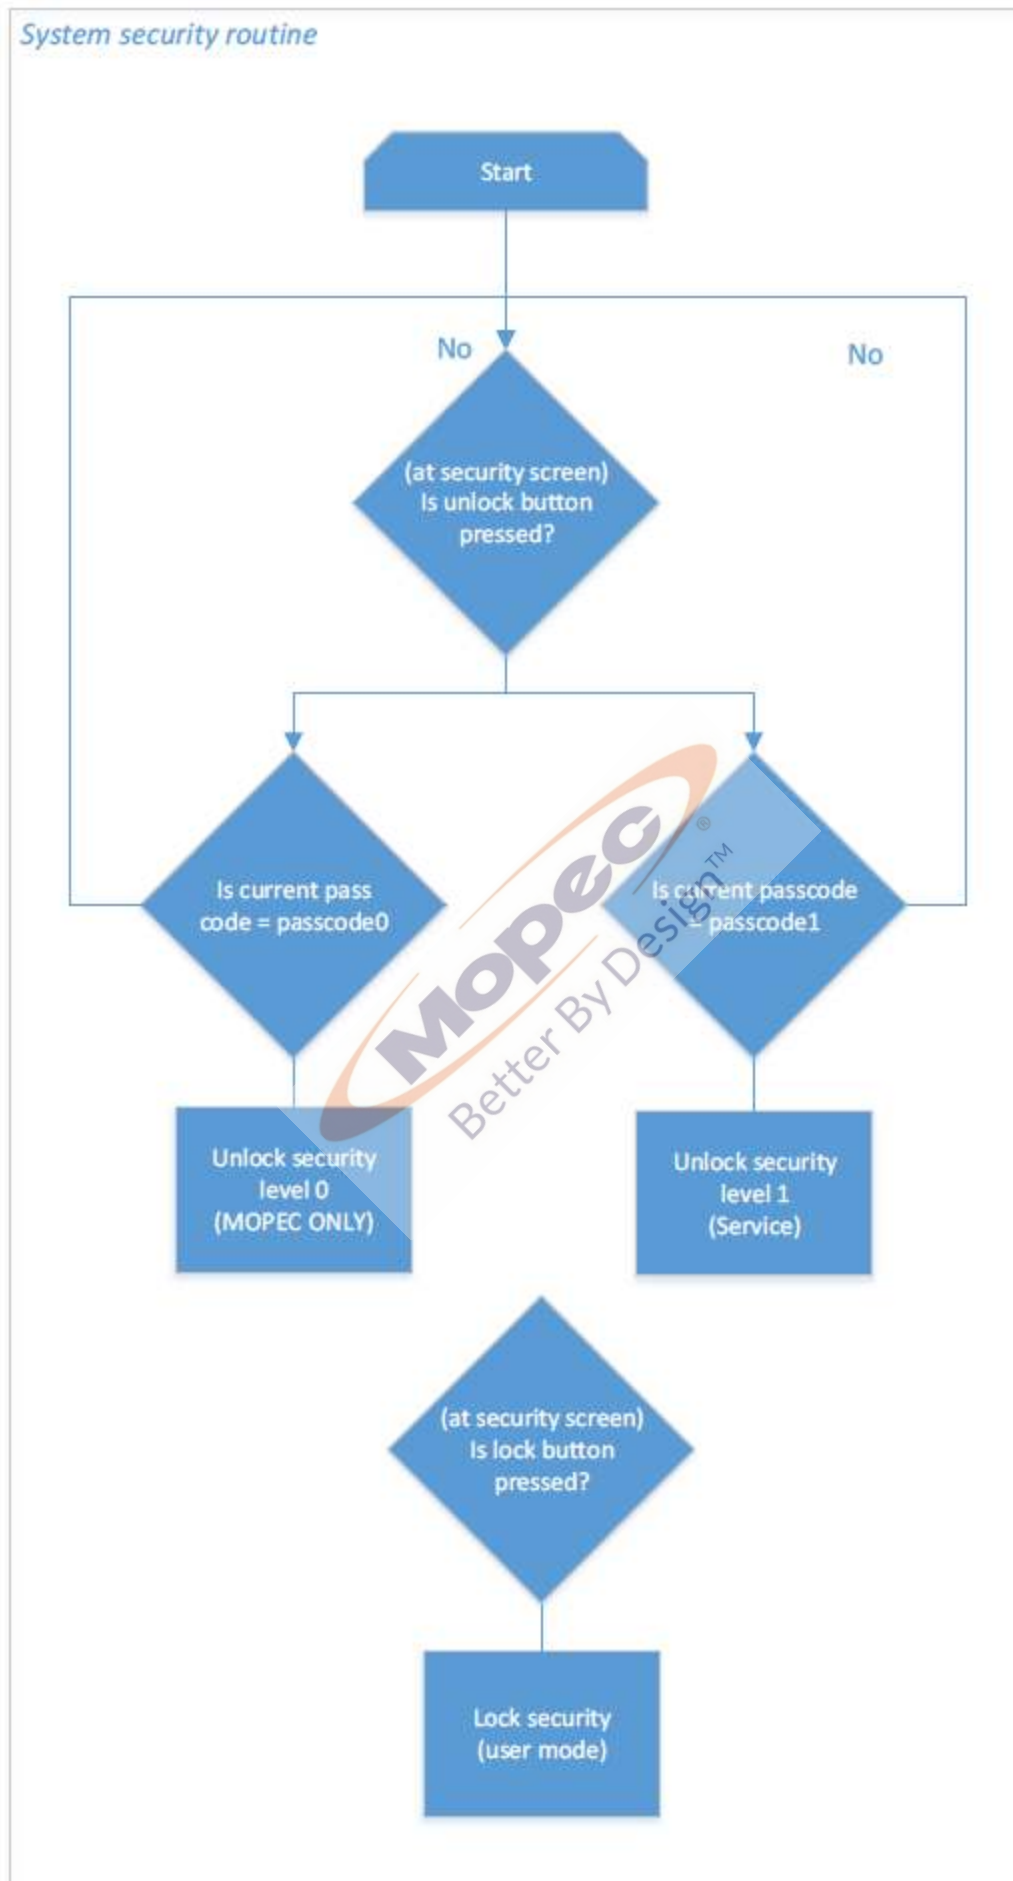 System security routine
Start
No
No
(at security screen)
Is unlock button
pressed?
Is current pass
code = passcode0
Is current passcode
= passcode1
Mopec®
Better By Design™
Unlock security
level 0
(MOPEC ONLY)
Unlock security
level 1
(Service)
(at security screen)
Is lock button
pressed?
Lock security
(user mode)